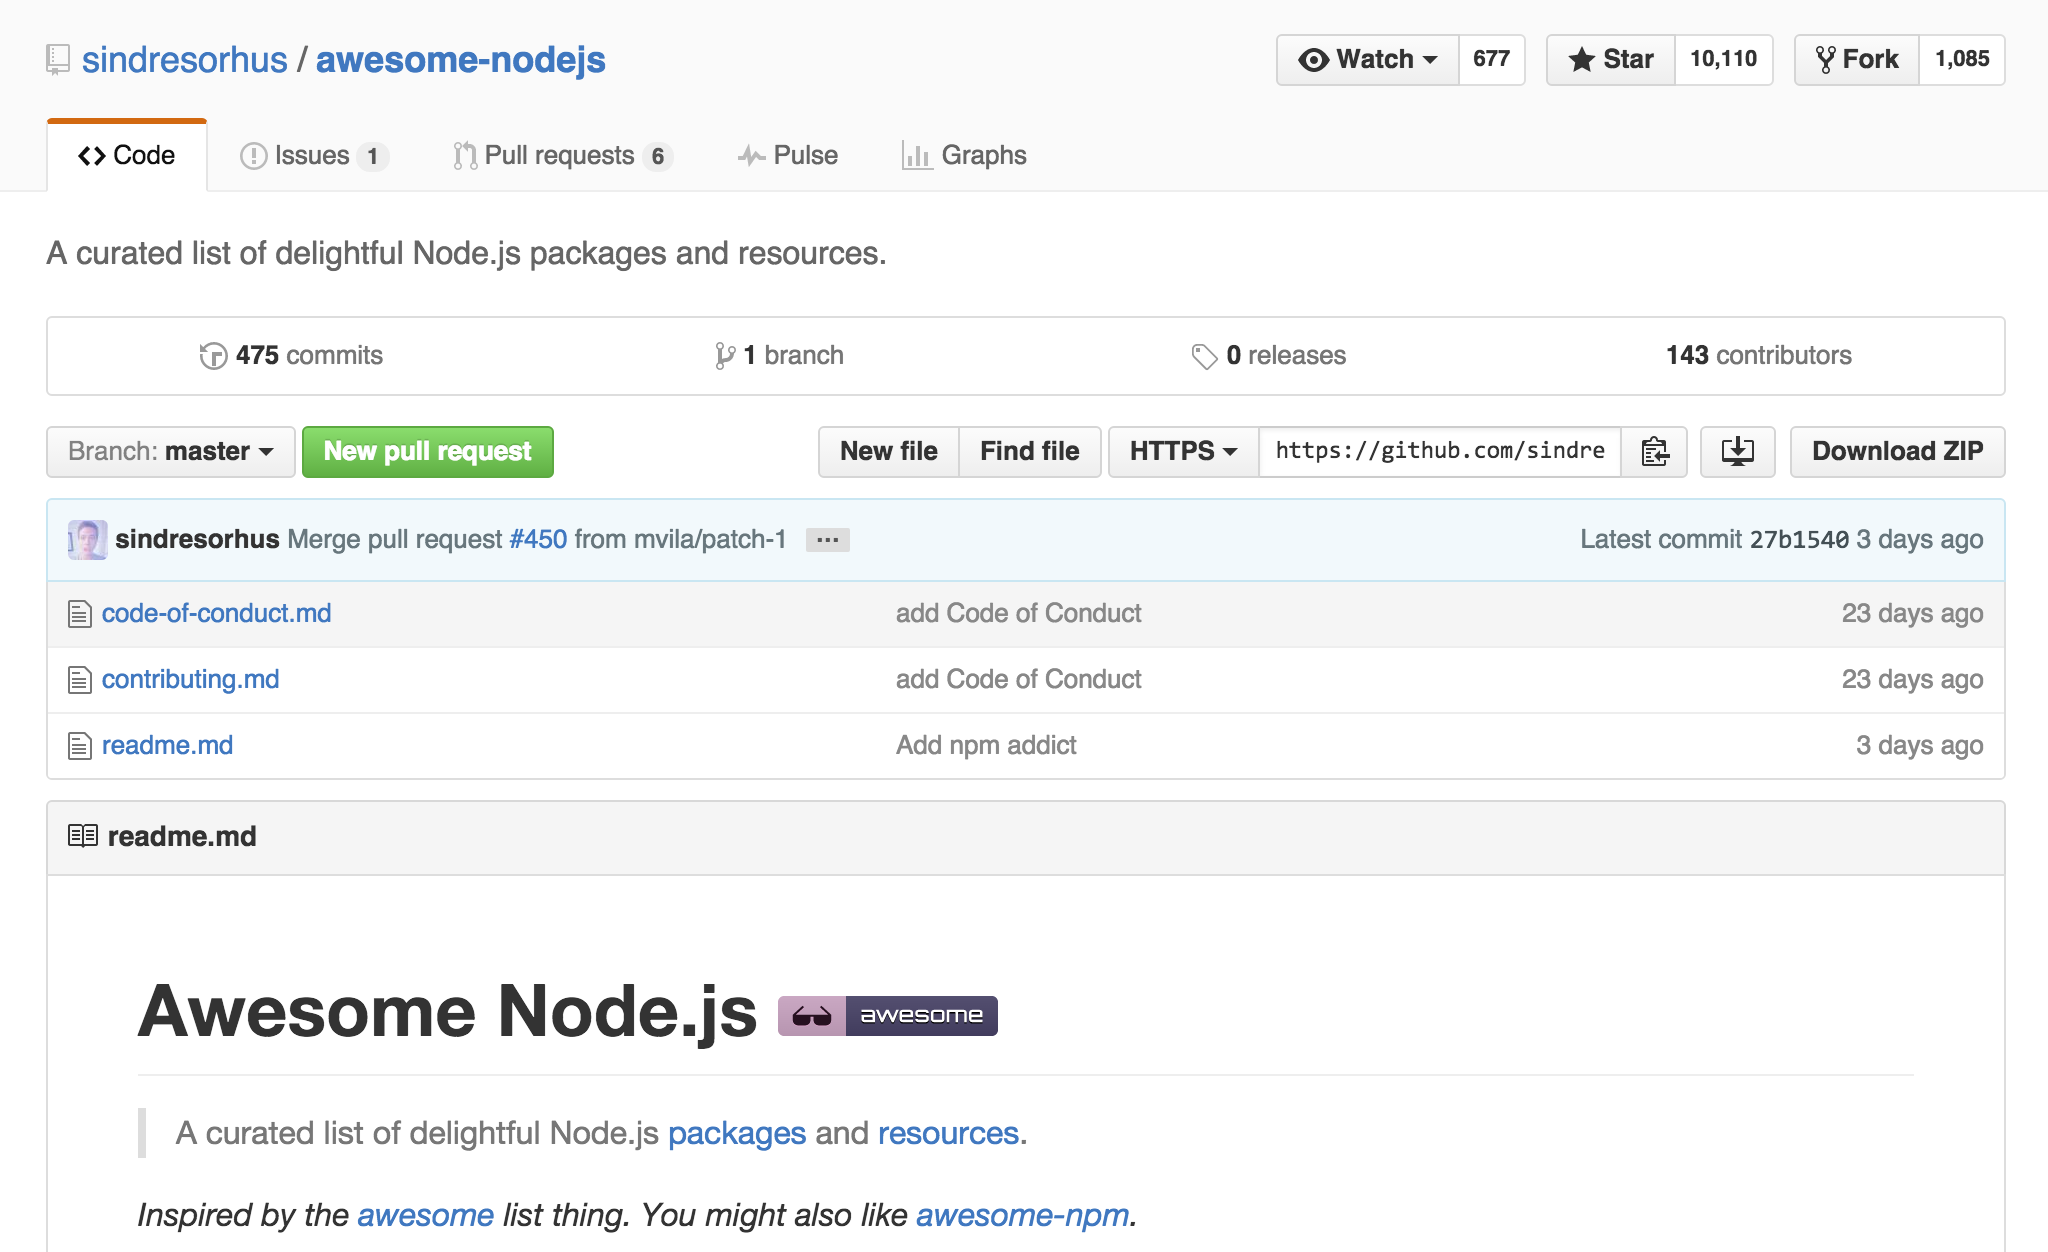 sindresorhus / awesome-nodejs
Watch 677 Star 10,110 Fork 1,085
Code Issues 1 Pull requests 6 Pulse Graphs
A curated list of delightful Node.js packages and resources.
475 commits 1 branch 0 releases 143 contributors
Branch: master New pull request New file Find file HTTPS https://github.com/sindre Download ZIP
sindresorhus Merge pull request #450 from mvila/patch-1 ... Latest commit 27b1540 3 days ago
code-of-conduct.md add Code of Conduct 23 days ago
contributing.md add Code of Conduct 23 days ago
readme.md Add npm addict 3 days ago
readme.md
Awesome Node.js awesome
A curated list of delightful Node.js packages and resources.
Inspired by the awesome list thing. You might also like awesome-npm.